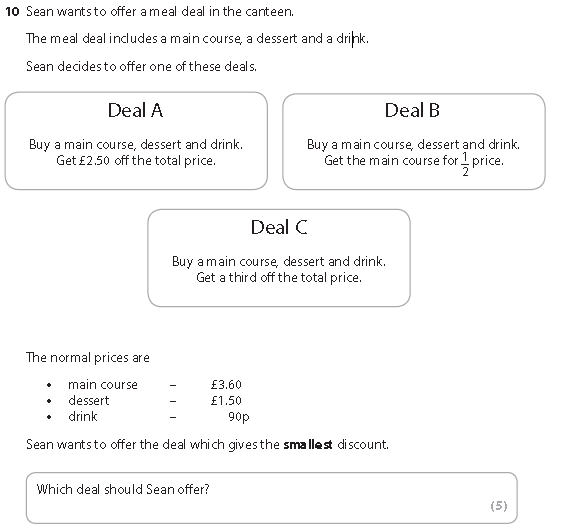 10 Sean wants to offer a meal deal in the canteen.
The meal deal includes a main course, a dessert and a drink.
Sean decides to offer one of these deals.
Deal A
Buy a main course, dessert and drink.
Get £2.50 off the total price.
Deal B
Buy a main course, dessert and drink.
Get the main course for 1/2 price.
Deal C
Buy a main course, dessert and drink.
Get a third off the total price.
The normal prices are
• main course – £3.60
• dessert – £1.50
• drink – 90p
Sean wants to offer the deal which gives the smallest discount.
Which deal should Sean offer?
(5)